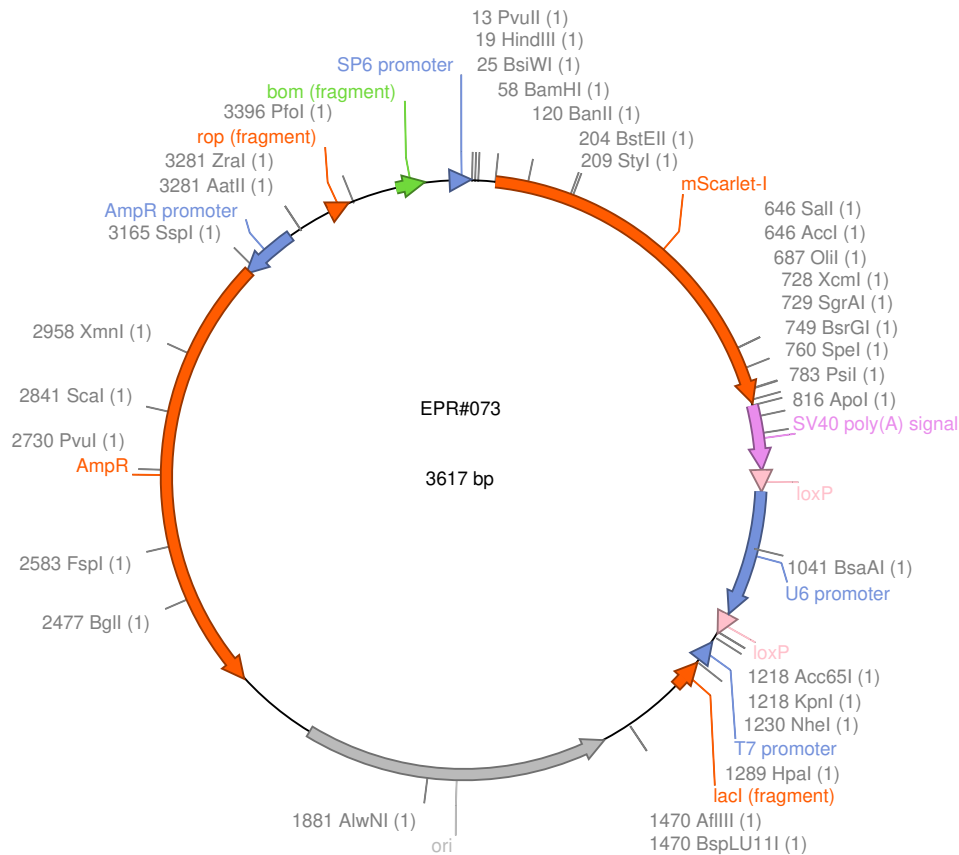 13 PvuII (1)
19 HindIII (1)
SP6 promoter
25 BsiWI (1)
bom (fragment)
58 BamHI (1)
3396 PfoI (1)
120 BanII (1)
rop (fragment)
204 BstEII (1)
3281 ZraI (1)
209 StyI (1)
3281 AatII (1)
mScarlet-I
AmpR promoter
646 SalI (1)
3165 SspI (1)
646 AccI (1)
687 OliI (1)
728 XcmI (1)
729 SgrAI (1)
2958 XmnI (1)
749 BsrGI (1)
760 SpeI (1)
783 PsiI (1)
2841 ScaI (1)
816 ApoI (1)
EPR#073
SV40 poly(A) signal
2730 PvuI (1)
AmpR
3617 bp
loxP
2583 FspI (1)
1041 BsaAI (1)
U6 promoter
2477 BglI (1)
loxP
1218 Acc65I (1)
1218 KpnI (1)
1230 NheI (1)
T7 promoter
1289 HpaI (1)
lacI (fragment)
1881 AlwNI (1)
1470 AflIII (1)
ori
1470 BspLU11I (1)